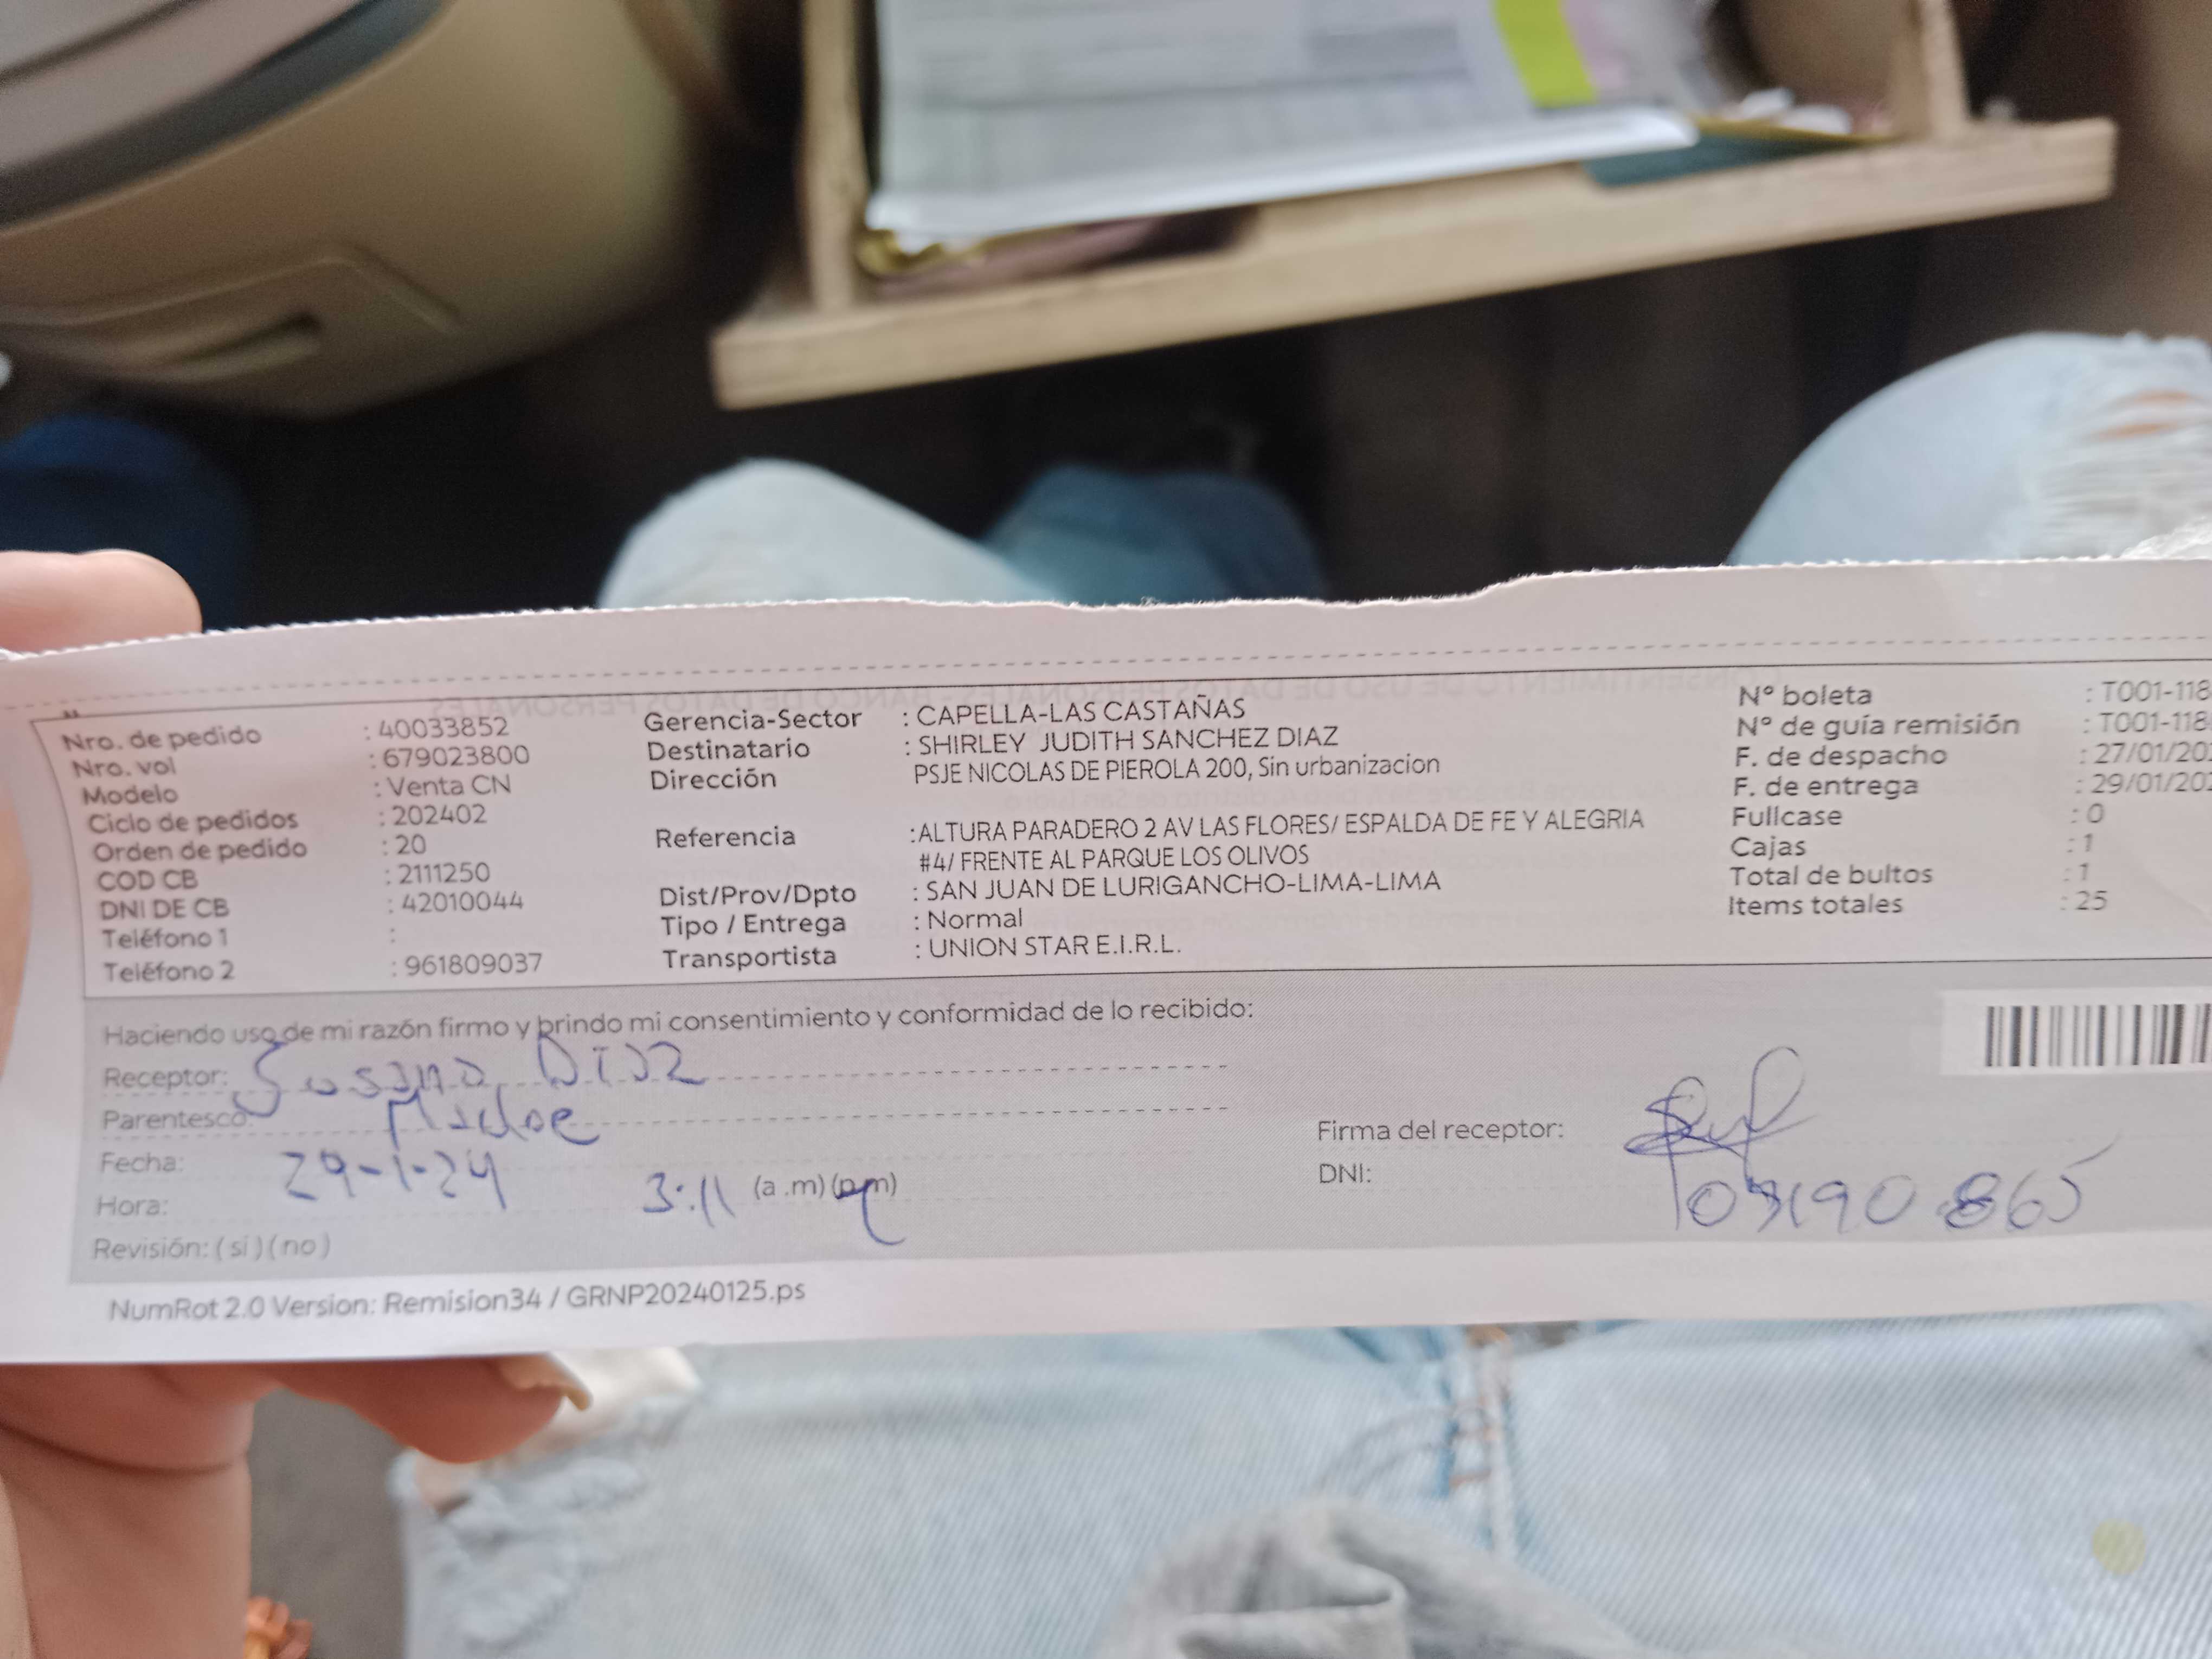 Nro. de pedido : 40033852
Nro. vol : 679023800
Modelo : Venta CN
Ciclo de pedidos : 202402
Orden de pedido : 20
COD CB : 2111250
DNI DE CB : 42010044
Teléfono 1 :
Teléfono 2 : 961809037
Gerencia-Sector : CAPELLA-LAS CASTAÑAS
Destinatario : SHIRLEY JUDITH SANCHEZ DIAZ
Dirección PSJE NICOLAS DE PIEROLA 200, Sin urbanizacion
Referencia :ALTURA PARADERO 2 AV LAS FLORES/ ESPALDA DE FE Y ALEGRIA
#4/ FRENTE AL PARQUE LOS OLIVOS
Dist/Prov/Dpto : SAN JUAN DE LURIGANCHO-LIMA-LIMA
Tipo / Entrega : Normal
Transportista : UNION STAR E.I.R.L.
N° boleta : T001-118
N° de guía remisión : T001-118
F. de despacho : 27/01/202
F. de entrega : 29/01/202
Fullcase : 0
Cajas : 1
Total de bultos : 1
Items totales : 25
Haciendo uso de mi razón firmo y brindo mi consentimiento y conformidad de lo recibido:
Receptor: Susana Diaz
Parentesco: Madre
Fecha: 29-1-24
Hora: 3:11 (a .m) (p.m)
Revisión: ( si ) ( no )
Firma del receptor:
DNI:
NumRot 2.0 Version: Remision34 / GRNP20240125.ps